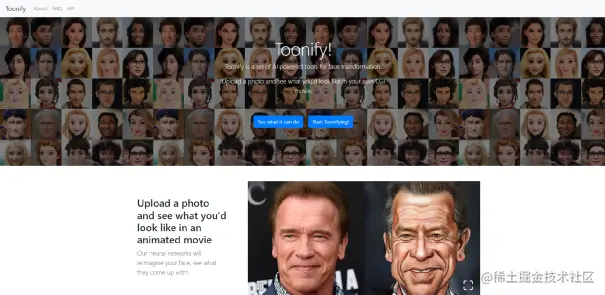 Toonify About FAQ API
Toonify!
Toonify is a set of AI powered tools for face transformation.
Upload a photo and see what you'd look like in your own CGI
movie.
See what it can do Start Toonifying!
Upload a photo
and see what you'd
look like in an
animated movie
Our neural networks will
reimagine your face, see what
they come up with!
@稀土掘金技术社区